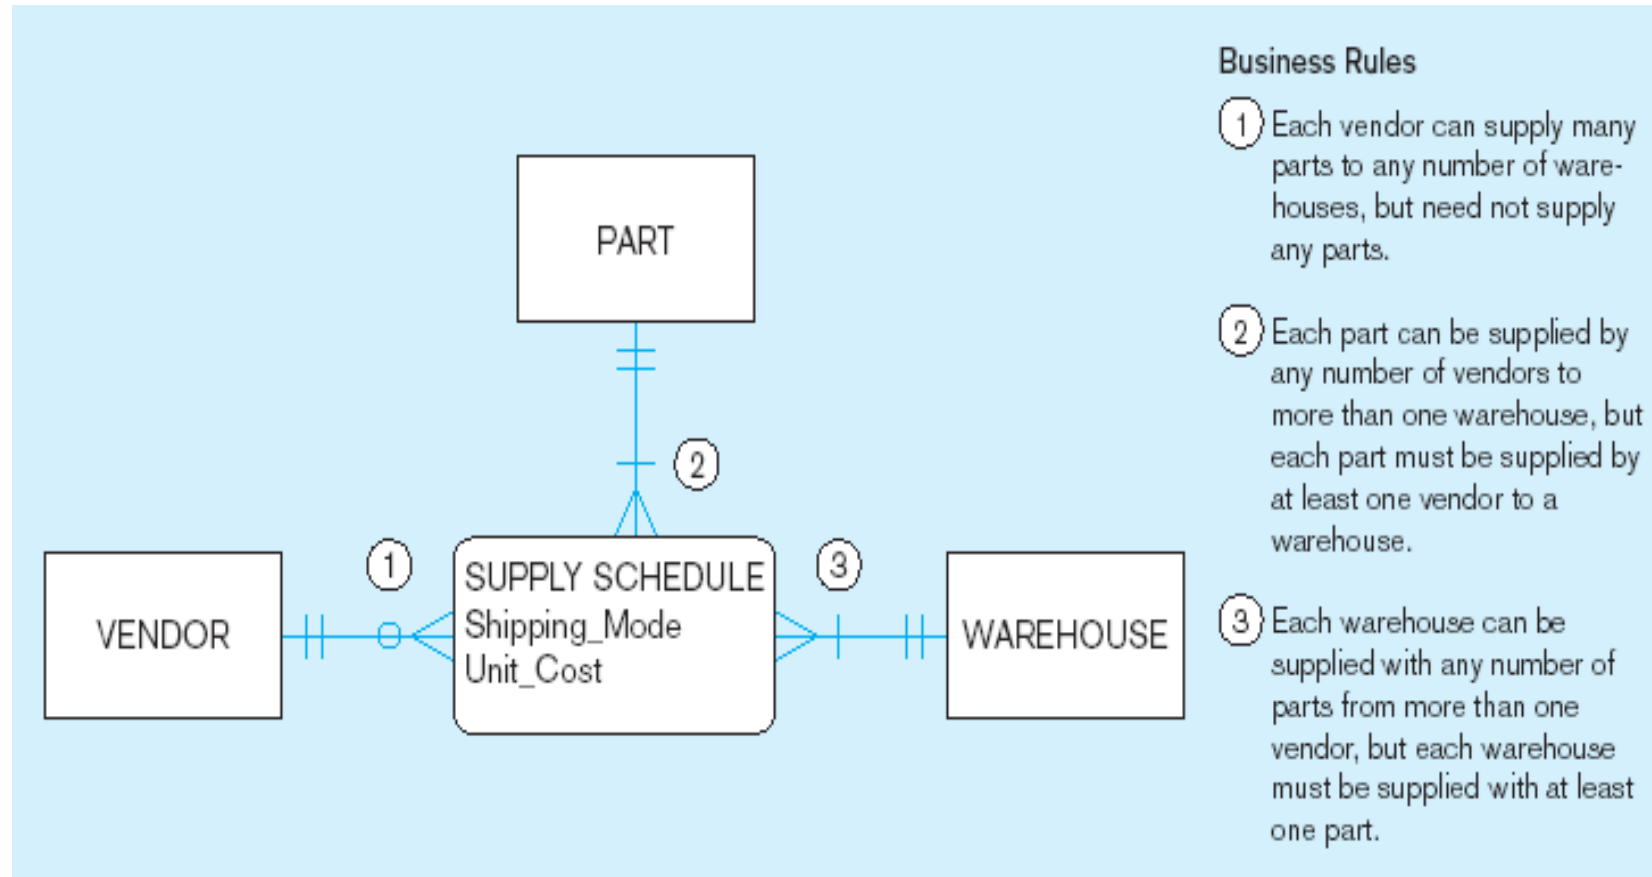 PART
2
1
3
VENDOR
SUPPLY SCHEDULE
Shipping_Mode
Unit_Cost
WAREHOUSE
Business Rules
1 Each vendor can supply many
parts to any number of ware-
houses, but need not supply
any parts.
2 Each part can be supplied by
any number of vendors to
more than one warehouse, but
each part must be supplied by
at least one vendor to a
warehouse.
3 Each warehouse can be
supplied with any number of
parts from more than one
vendor, but each warehouse
must be supplied with at least
one part.